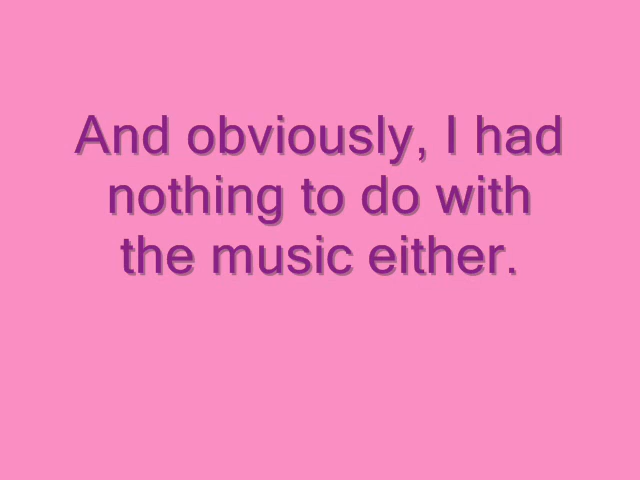 And obviously, I had
nothing to do with
the music either.